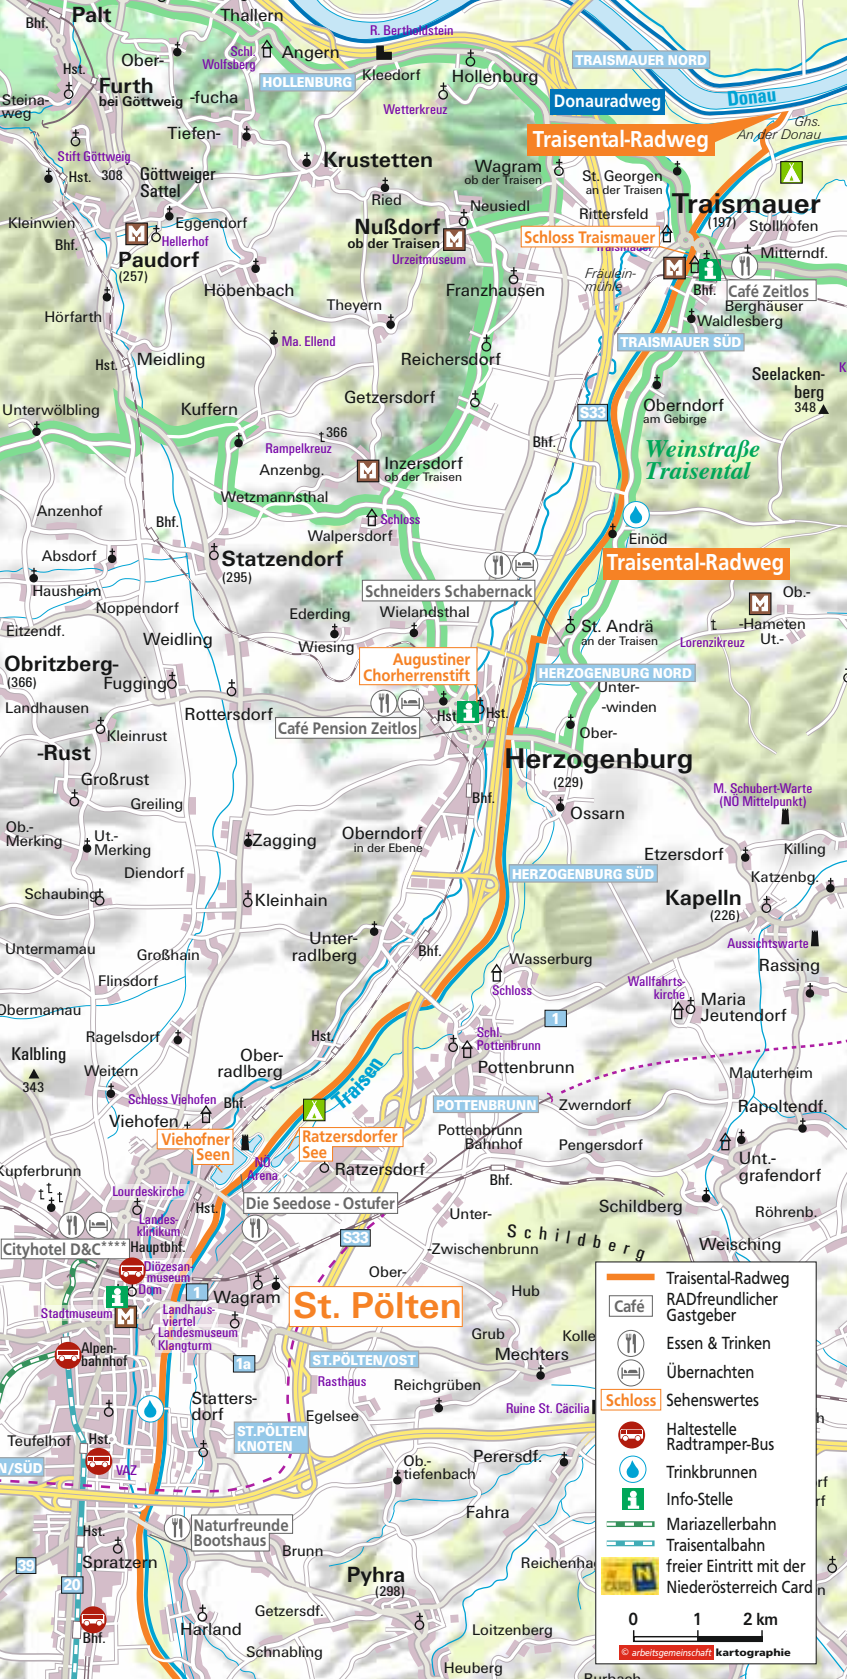 Palt
Bhf.
Thallern
R. Bertholdstein
Ober-
Schl.
Wolfsberg
Angern
Kleedorf
Hollenburg
TRAISMAUER NORD
HOLLENBURG
Hst.
Furth
bei Göttweig
-fucha
Steina-
weg
Wetterkreuz
Donauradweg
Donau
Tiefen-
Traisental-Radweg
Ghs.
An der Donau
Stift Göttweig
Hst.
308
Göttweiger
Sattel
Krustetten
Wagram
ob der Traisen
St. Georgen
an der Traisen
Ried
Neusiedl
Rittersfeld
Traismauer
(197)
Stollhofen
Kleinwien
Eggendorf
Hellerhof
Bhf.
Nußdorf
ob der Traisen
Urzeitmuseum
Schloss Traismauer
Mitterndf.
Paudorf
(257)
Fräulein-
mühle
Bhf.
Café Zeitlos
Höbenbach
Franzhausen
Berghäuser
Waldlesberg
Hörfarth
Theyern
Ma. Ellend
TRAISMAUER SÜD
Hst.
Meidling
Reichersdorf
Seelacken-
berg
348
K
Unterwölbling
Kuffern
Getzersdorf
S33
Oberndorf
am Gebirge
366
Rampelkreuz
Bhf.
Weinstraße
Traisental
Anzenbg.
Inzersdorf
ob der Traisen
Wetzmannsthal
Anzenhof
Bhf.
Schloss
Walpersdorf
Einöd
Absdorf
Statzendorf
(295)
Traisental-Radweg
Hausheim
Schneiders Schabernack
Ob.-
-Hameten
Ut.-
Noppendorf
Eitzendf.
Ederding
Wielandsthal
St. Andrä
an der Traisen
Lorenzikreuz
Weidling
Wiesing
Obritzberg-
(366)
Augustiner
Chorherrenstift
HERZOGENBURG NORD
Fugging
Landhausen
Rottersdorf
Unter-
-winden
Hst.
Hst.
Kleinrust
Café Pension Zeitlos
Ober-
-Rust
Herzogenburg
(229)
Großrust
Bhf.
M. Schubert-Warte
(NÖ Mittelpunkt)
Greiling
Ossarn
Ob.-
Merking
Ut.-
Merking
Zagging
Oberndorf
in der Ebene
Etzersdorf
Killing
Diendorf
HERZOGENBURG SÜD
Katzenbg.
Schaubing
Kleinhain
Kapelln
(226)
Unter-
radlberg
Aussichtswarte
Untermamau
Großhain
Bhf.
Wasserburg
Rassing
Flinsdorf
Schloss
Wallfahrts-
kirche
Maria
Jeutendorf
Obermamau
1
Ragelsdorf
Hst.
Schl.
Pottenbrunn
Kalbling
343
Ober-
radlberg
Weitern
Traisen
Pottenbrunn
Mauterheim
Schloss Viehofen
Bhf.
POTTENBRUNN
Zwerndorf
Rapoltendf.
Viehofen
Viehofner
Seen
Ratzersdorfer
See
Pottenbrunn
Bahnhof
Pengersdorf
NÖ
Arena
Ratzersdorf
Unt.-
grafendorf
Kupferbrunn
Lourdeskirche
Bhf.
Hst.
Die Seedose - Ostufer
Schildberg
Röhrenb.
Landes-
klinikum
Unter-
Schildberg
Cityhotel D&C****
Hauptbhf.
S33
-Zwischenbrunn
Weisching
Diözesan-
museum
Dom
Ober-
Traisental-Radweg
1
Wagram
Hub
Café
RADfreundlicher
Gastgeber
Stadtmuseum
Landhaus-
viertel
Landesmuseum
Klangturm
St. Pölten
Grub
Kolle
Essen & Trinken
Alpen-
bahnhof
1a
ST.PÖLTEN/OST
Mechters
Übernachten
Rasthaus
Reichgrüben
Statters-
dorf
Ruine St. Cäcilia
Schloss
Sehenswertes
Egelsee
Teufelhof
Hst.
ST.PÖLTEN
KNOTEN
Haltestelle
Radtramper-Bus
N/SÜD
VAZ
Ob.-
tiefenbach
Perersdf.
Trinkbrunnen
Info-Stelle
Hst.
Naturfreunde
Bootshaus
Fahra
Mariazellerbahn
Traisentalbahn
39
Spratzern
Brunn
Reichenha
freier Eintritt mit der
Niederösterreich Card
CARD
N
20
Pyhra
(298)
Getzersdf.
0 1 2 km
Bhf.
Harland
Loitzenberg
© arbeitsgemeinschaft kartographie
Schnabling
Heuberg
Purbach